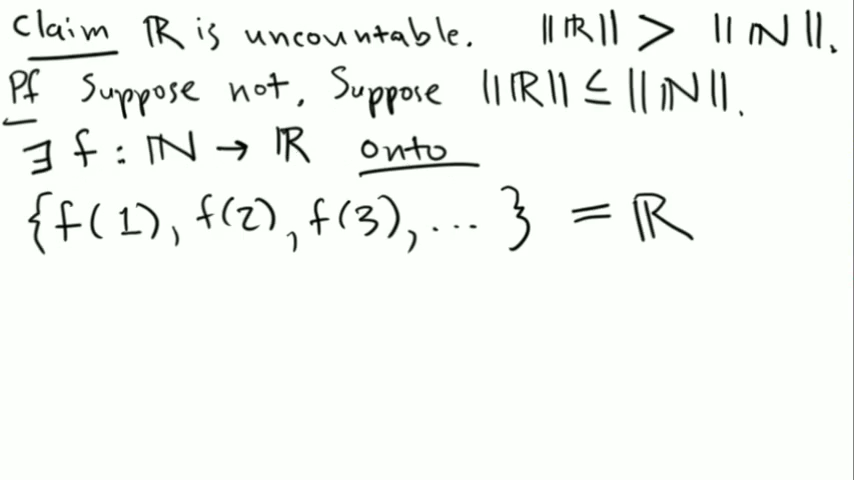 Claim ℝ is uncountable. ||ℝ|| > ||ℕ||.
Pf Suppose not, Suppose ||ℝ|| ≤ ||ℕ||.
∃ f : ℕ → ℝ onto
{f(1), f(2), f(3), ... } = ℝ